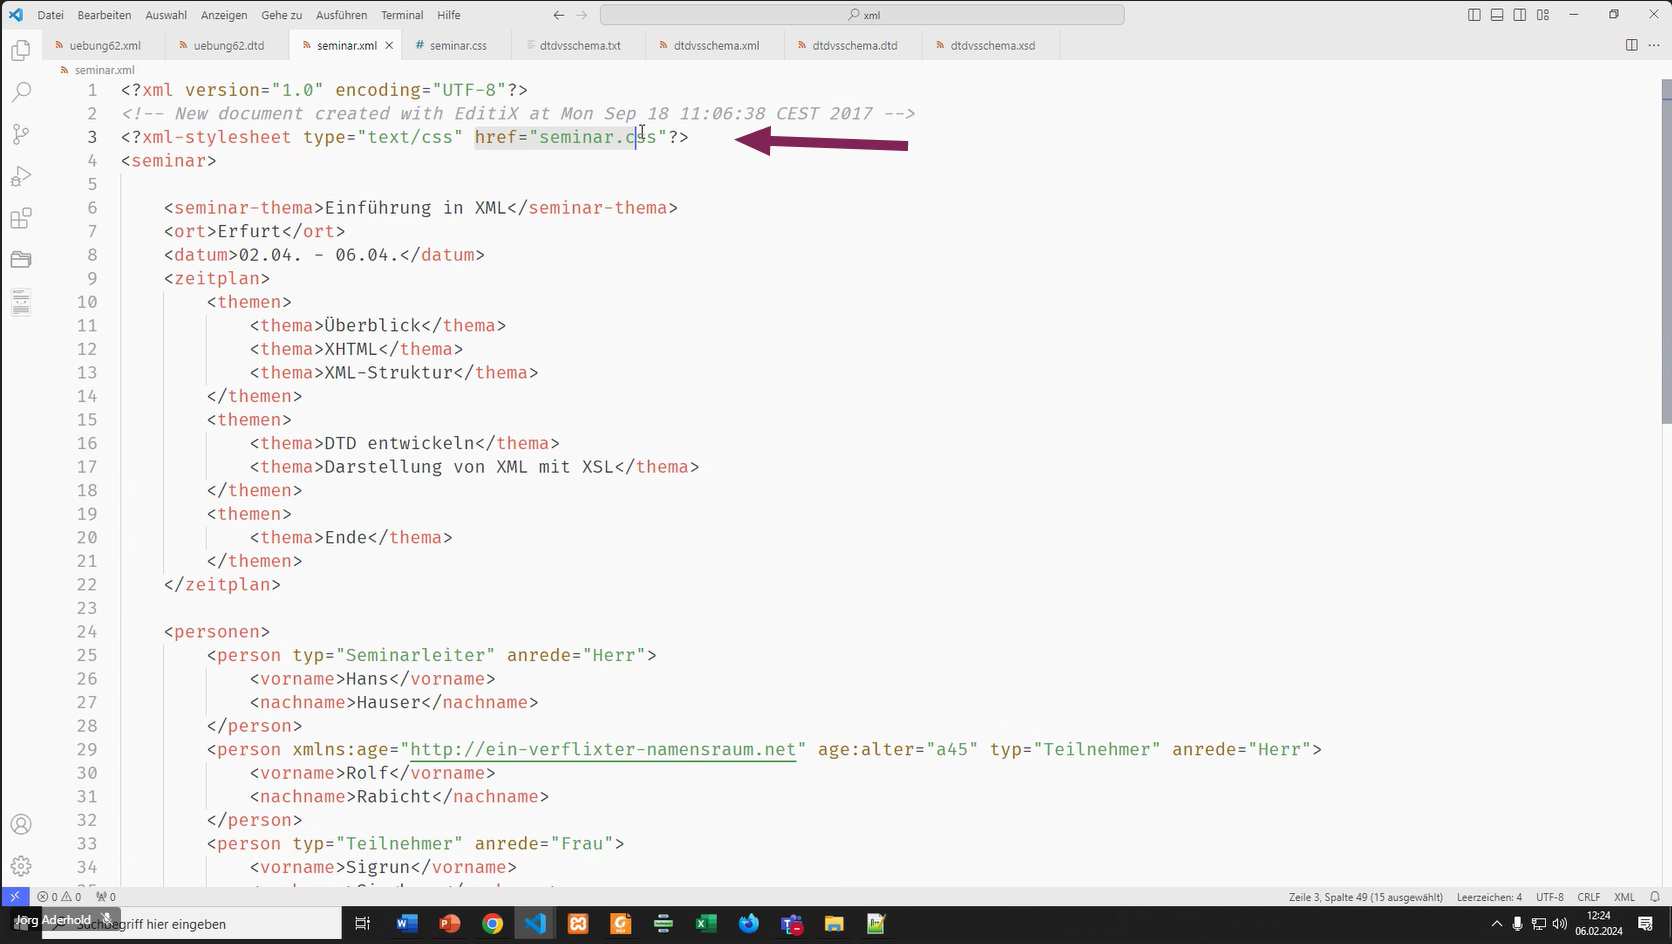 Datei Bearbeiten Auswahl Anzeigen Gehe zu Ausführen Terminal Hilfe xml
uebung62.xml uebung62.dtd seminar.xml seminar.css dtdvsschema.txt dtdvsschema.xml dtdvsschema.dtd dtdvsschema.xsd
seminar.xml
1 <?xml version="1.0" encoding="UTF-8"?>
2 <!-- New document created with EditiX at Mon Sep 18 11:06:38 CEST 2017 -->
3 <?xml-stylesheet type="text/css" href="seminar.css"?>
4 <seminar>
5
6 <seminar-thema>Einführung in XML</seminar-thema>
7 <ort>Erfurt</ort>
8 <datum>02.04. - 06.04.</datum>
9 <zeitplan>
10 <themen>
11 <thema>Überblick</thema>
12 <thema>XHTML</thema>
13 <thema>XML-Struktur</thema>
14 </themen>
15 <themen>
16 <thema>DTD entwickeln</thema>
17 <thema>Darstellung von XML mit XSL</thema>
18 </themen>
19 <themen>
20 <thema>Ende</thema>
21 </themen>
22 </zeitplan>
23
24 <personen>
25 <person typ="Seminarleiter" anrede="Herr">
26 <vorname>Hans</vorname>
27 <nachname>Hauser</nachname>
28 </person>
29 <person xmlns:age="http://ein-verflixter-namensraum.net" age:alter="a45" typ="Teilnehmer" anrede="Herr">
30 <vorname>Rolf</vorname>
31 <nachname>Rabicht</nachname>
32 </person>
33 <person typ="Teilnehmer" anrede="Frau">
34 <vorname>Sigrun</vorname>
0 0 0 Zeile 3, Spalte 49 (15 ausgewählt) Leerzeichen: 4 UTF-8 CRLF XML
Jörg Aderhold
Suchbegriff hier eingeben
12:24
06.02.2024